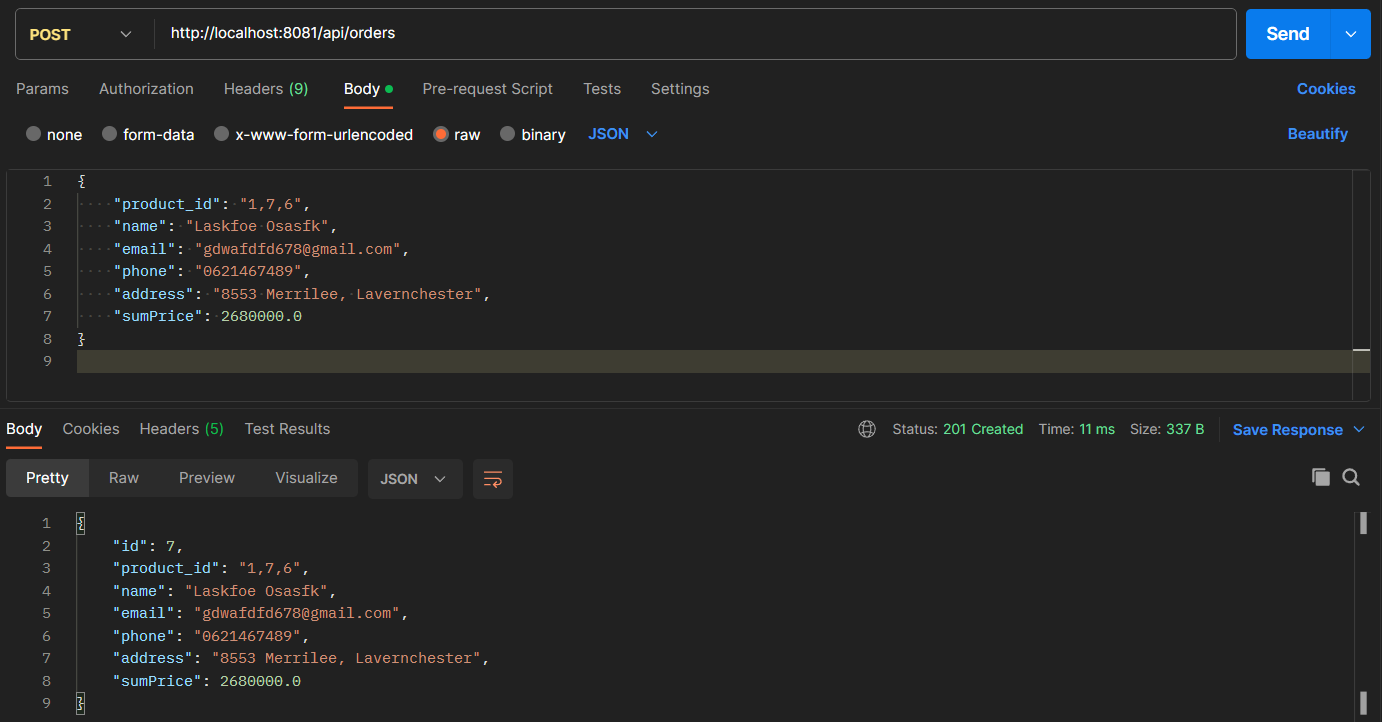 POST http://localhost:8081/api/orders Send
Params Authorization Headers (9) Body Pre-request Script Tests Settings Cookies
none form-data x-www-form-urlencoded raw binary JSON Beautify
1 {
2 "product_id": "1,7,6",
3 "name": "Laskfoe Osasfk",
4 "email": "gdwafdfd678@gmail.com",
5 "phone": "0621467489",
6 "address": "8553 Merrilee, Lavernchester",
7 "sumPrice": 2680000.0
8 }
9
Body Cookies Headers (5) Test Results Status: 201 Created Time: 11 ms Size: 337 B Save Response
Pretty Raw Preview Visualize JSON
1 {
2 "id": 7,
3 "product_id": "1,7,6",
4 "name": "Laskfoe Osasfk",
5 "email": "gdwafdfd678@gmail.com",
6 "phone": "0621467489",
7 "address": "8553 Merrilee, Lavernchester",
8 "sumPrice": 2680000.0
9 }